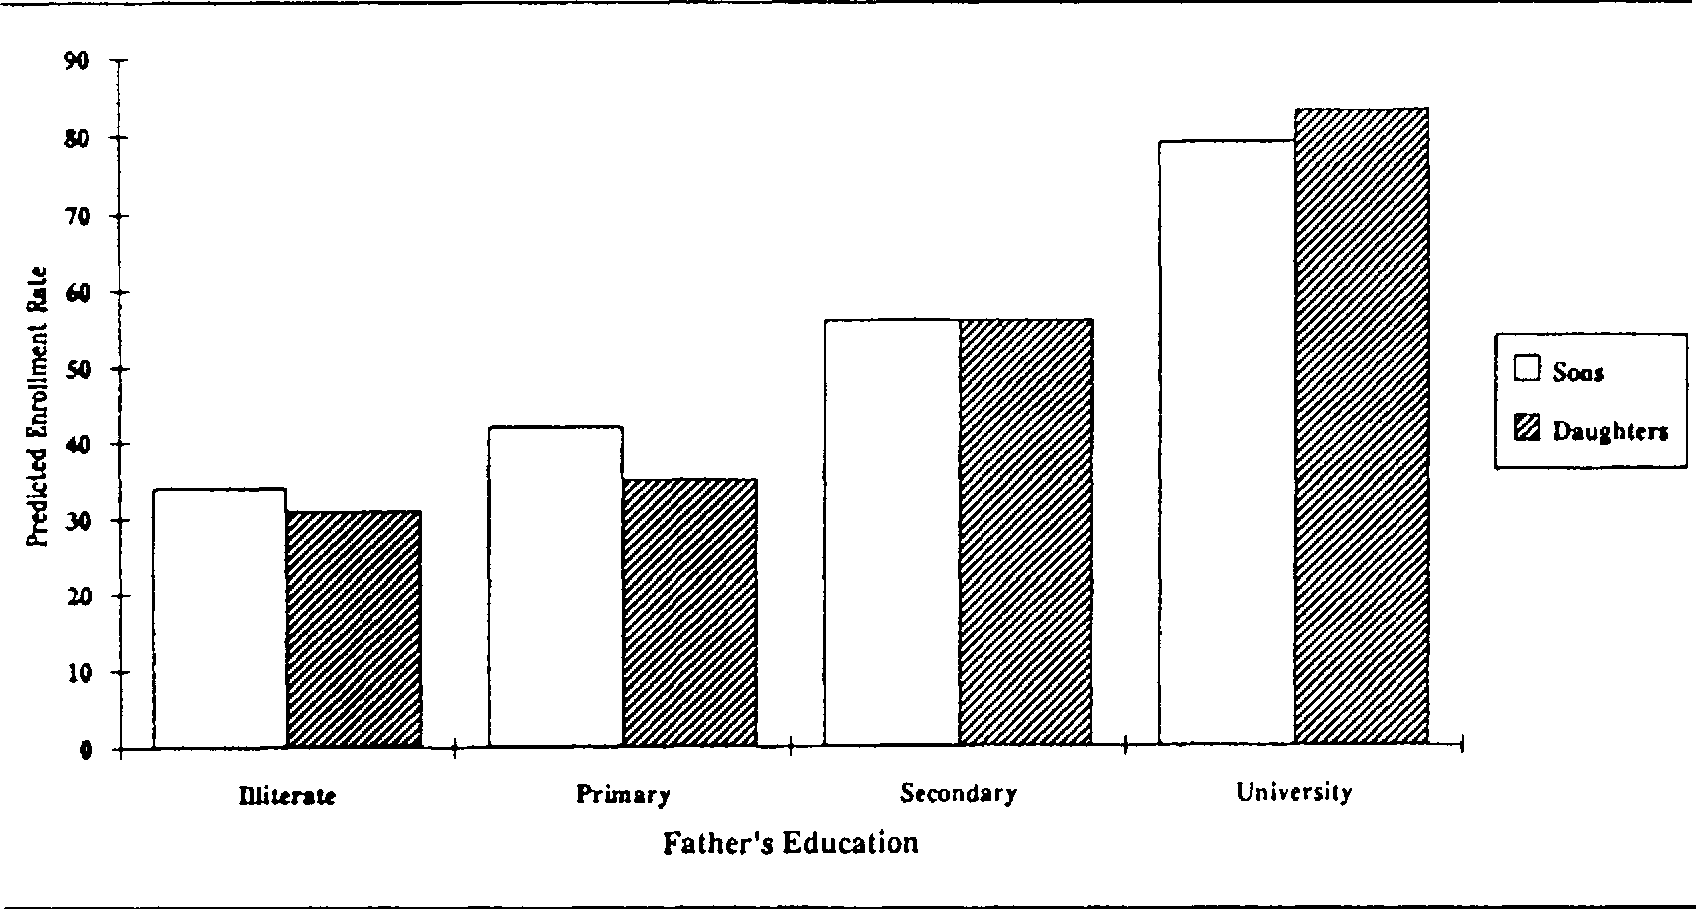 90
80
70
60
50
40
30
20
10
0
Predicted Enrollment Rate
Illiterate Primary Secondary University
Father's Education
Sons
Daughters